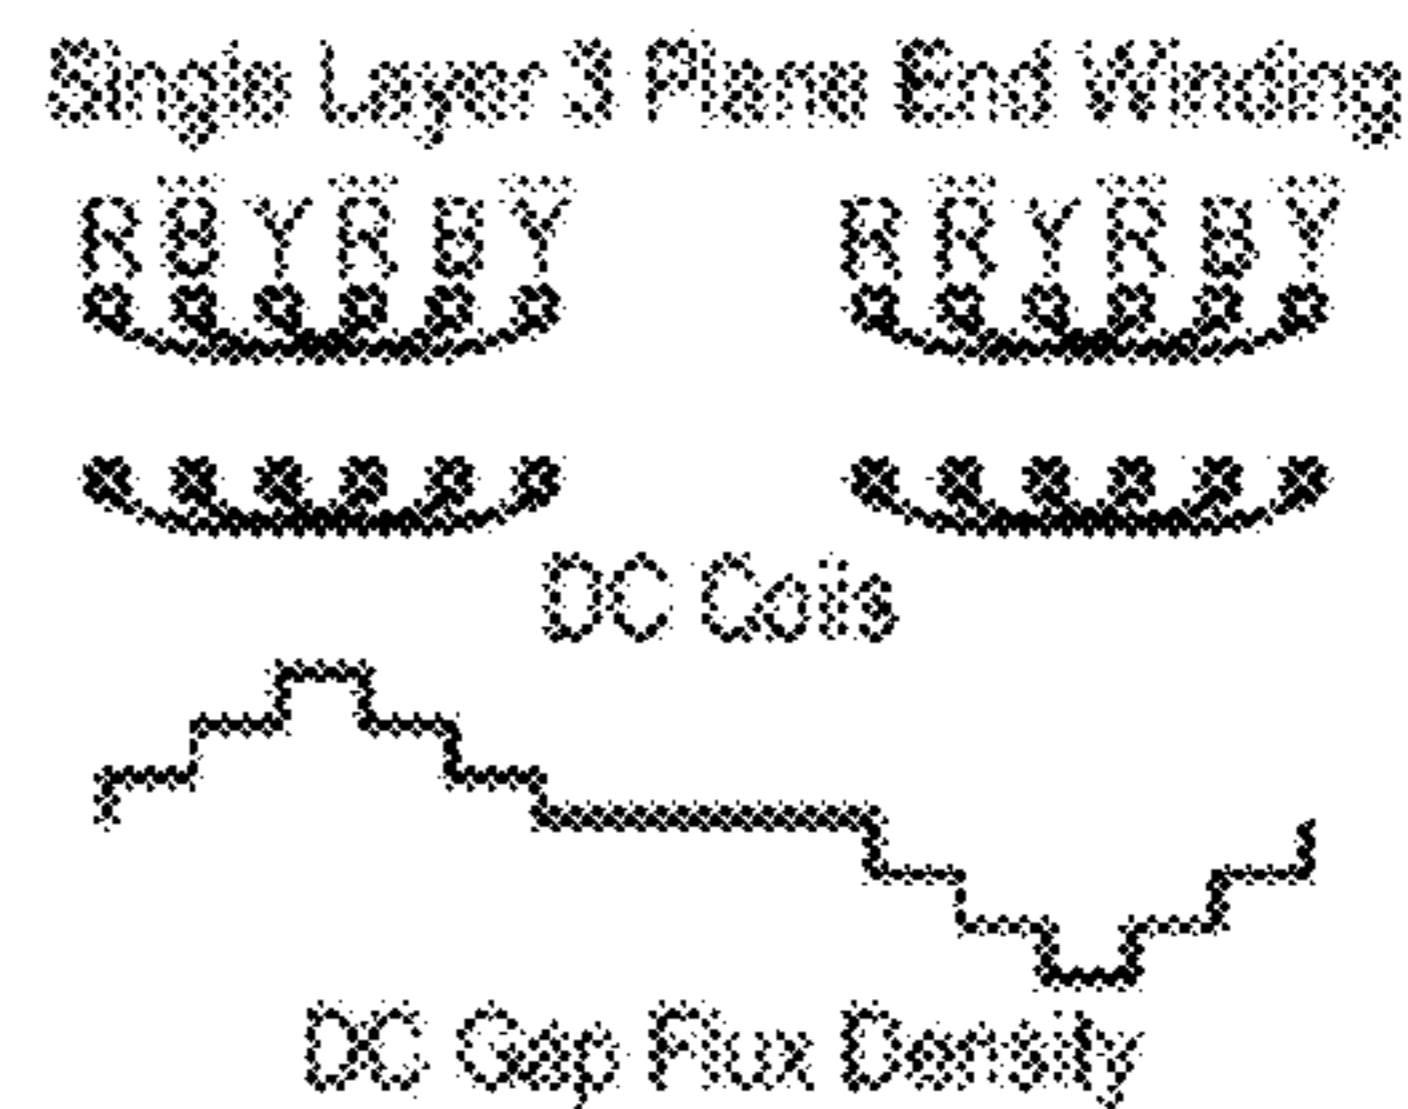 Single Layer 3 Plane End Winding
R B̅ Y R̅ B Y̅ R R̅ Y R̅ B Y̅
DC Coils
DC Gap Flux Density